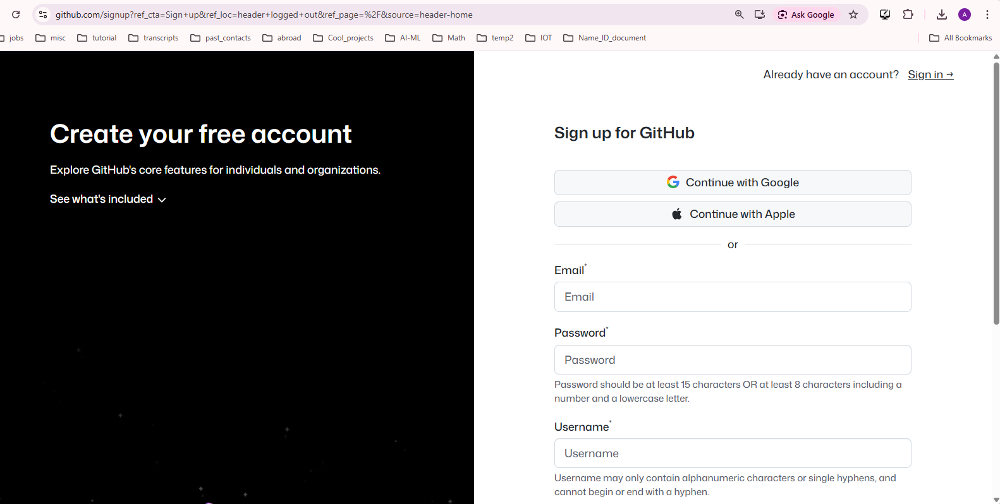 github.com/signup?ref_cta=Sign+up&ref_loc=header+logged+out&ref_page=%2F&source=header-home
Ask Google
A
jobs
misc
tutorial
transcripts
past_contacts
abroad
Cool_projects
AI-ML
Math
temp2
IOT
Name_ID_document
All Bookmarks
Already have an account? Sign in →
Create your free account
Explore GitHub's core features for individuals and organizations.
See what's included
Sign up for GitHub
Continue with Google
Continue with Apple
or
Email*
Email
Password*
Password
Password should be at least 15 characters OR at least 8 characters including a
number and a lowercase letter.
Username*
Username
Username may only contain alphanumeric characters or single hyphens, and
cannot begin or end with a hyphen.